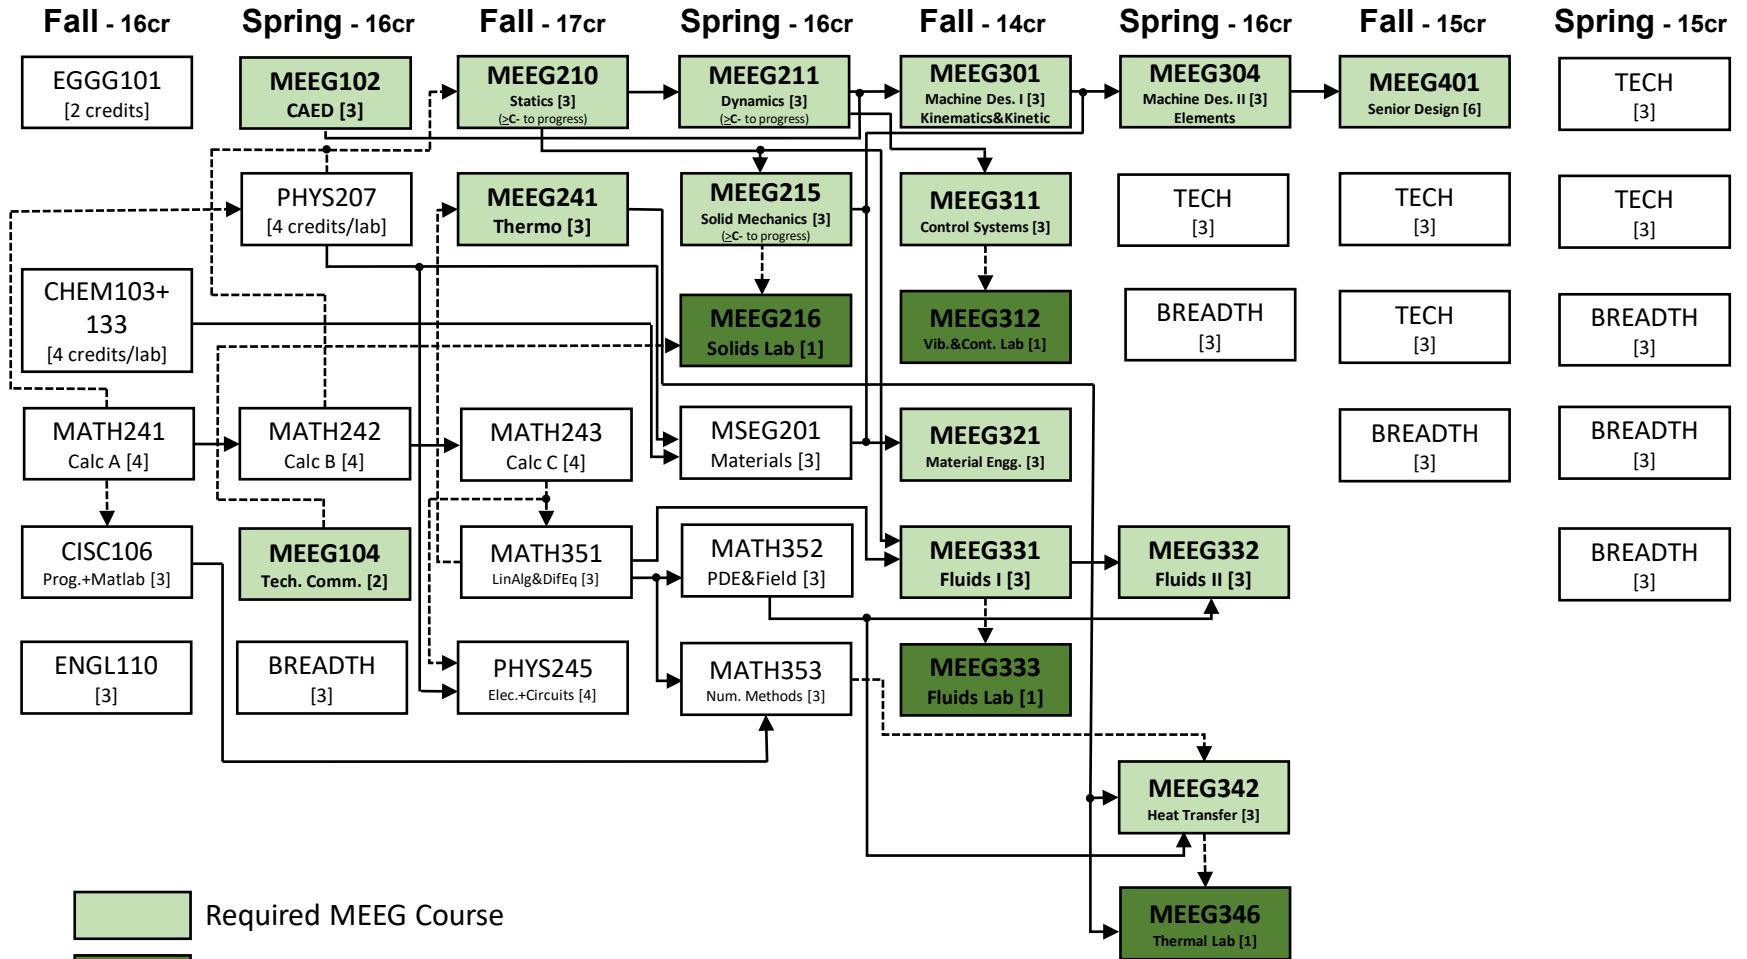 Fall - 16cr
Spring - 16cr
Fall - 17cr
Spring - 16cr
Fall - 14cr
Spring - 16cr
Fall - 15cr
Spring - 15cr
EGGG101
[2 credits]
MEEG102
CAED [3]
MEEG210
Statics [3]
(≥C- to progress)
MEEG211
Dynamics [3]
(≥C- to progress)
MEEG301
Machine Des. I [3]
Kinematics&Kinetic
MEEG304
Machine Des. II [3]
Elements
MEEG401
Senior Design [6]
TECH
[3]
PHYS207
[4 credits/lab]
MEEG241
Thermo [3]
MEEG215
Solid Mechanics [3]
(≥C- to progress)
MEEG311
Control Systems [3]
TECH
[3]
TECH
[3]
TECH
[3]
CHEM103+
133
[4 credits/lab]
MEEG216
Solids Lab [1]
MEEG312
Vib.&Cont. Lab [1]
BREADTH
[3]
TECH
[3]
BREADTH
[3]
MATH241
Calc A [4]
MATH242
Calc B [4]
MATH243
Calc C [4]
MSEG201
Materials [3]
MEEG321
Material Engg. [3]
BREADTH
[3]
BREADTH
[3]
CISC106
Prog.+Matlab [3]
MEEG104
Tech. Comm. [2]
MATH351
LinAlg&DifEq [3]
MATH352
PDE&Field [3]
MEEG331
Fluids I [3]
MEEG332
Fluids II [3]
BREADTH
[3]
ENGL110
[3]
BREADTH
[3]
PHYS245
Elec.+Circuits [4]
MATH353
Num. Methods [3]
MEEG333
Fluids Lab [1]
MEEG342
Heat Transfer [3]
MEEG346
Thermal Lab [1]
Required MEEG Course